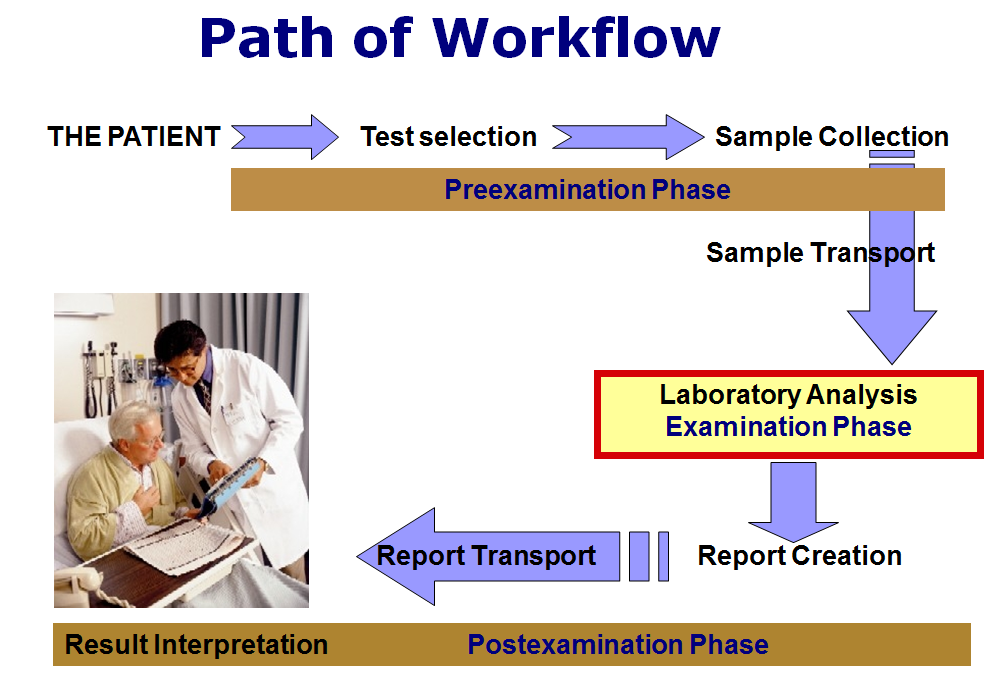 Path of Workflow
THE PATIENT
Test selection
Sample Collection
Preexamination Phase
Sample Transport
Laboratory Analysis
Examination Phase
Report Transport
Report Creation
Result Interpretation
Postexamination Phase